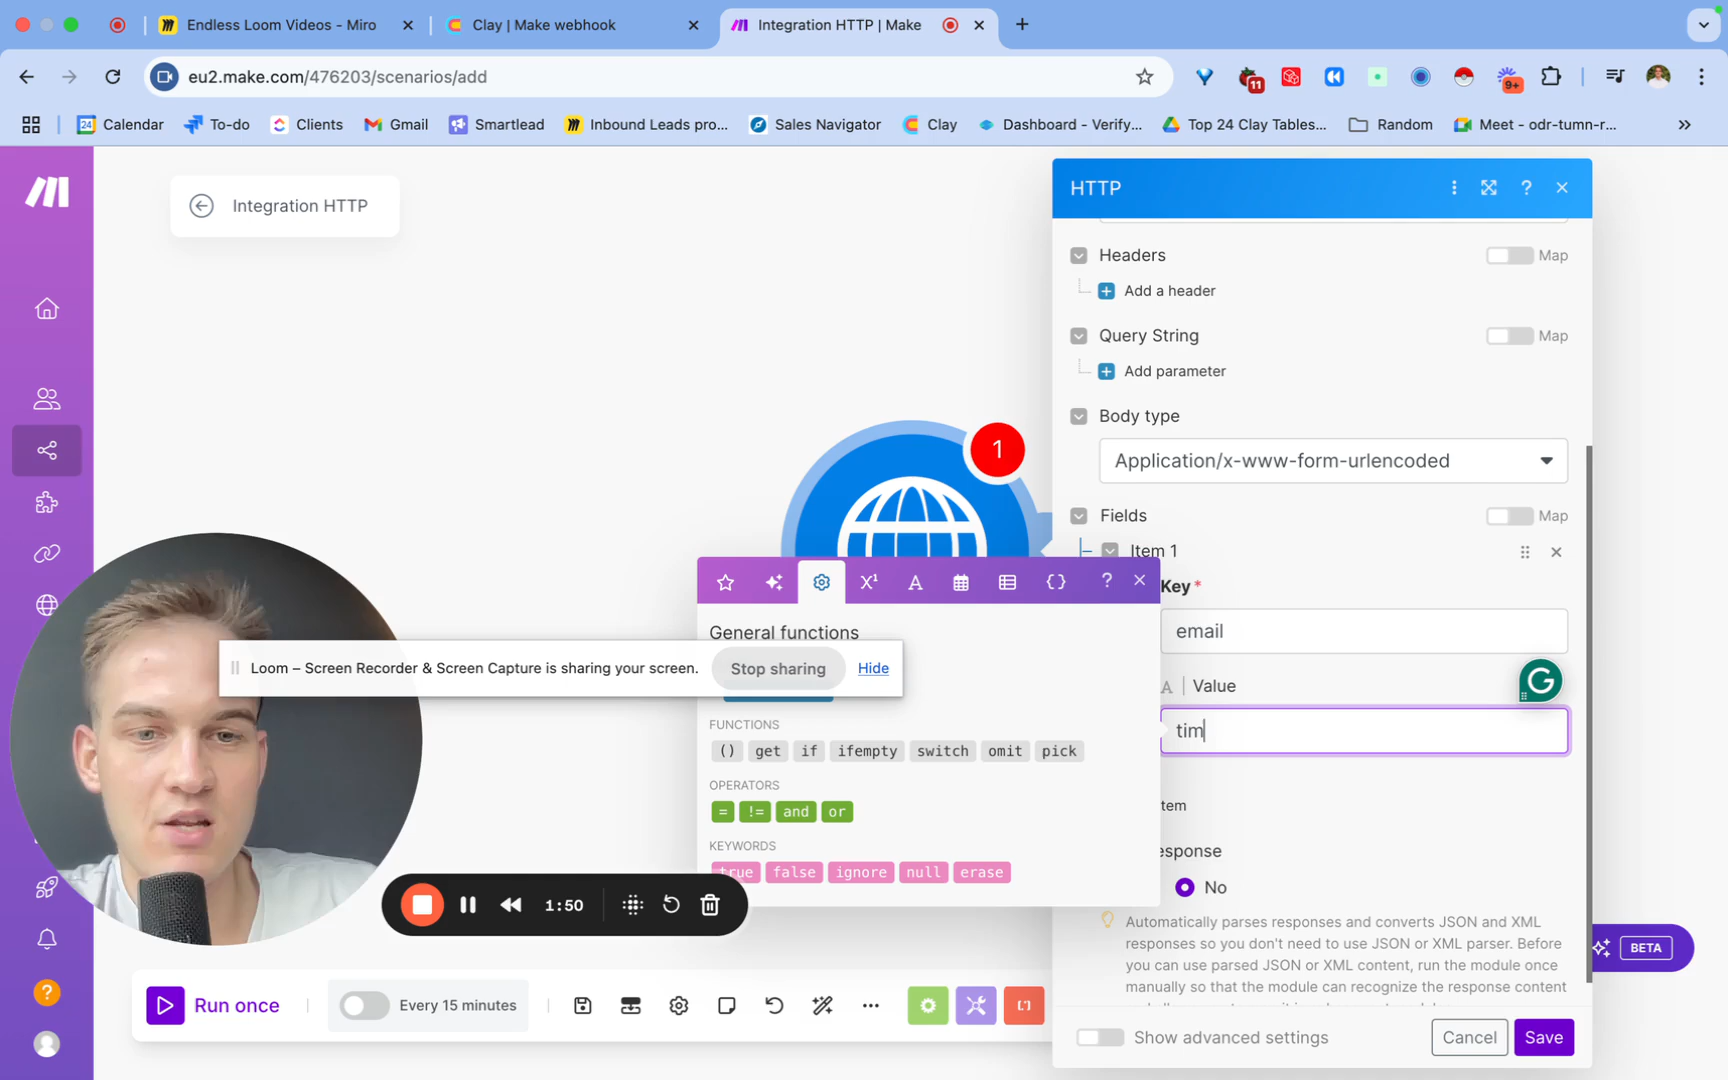 Endless Loom Videos - Miro
Clay | Make webhook
Integration HTTP | Make
eu2.make.com/476203/scenarios/add
11
9+
24
Calendar
To-do
Clients
Gmail
Smartlead
Inbound Leads pro...
Sales Navigator
Clay
Dashboard - Verify,...
Top 24 Clay Tables...
Random
Meet - odr-tumn-r...
Integration HTTP
HTTP
?
Headers
Map
Add a header
Query String
Map
Add parameter
Body type
Application/x-www-form-urlencoded
Fields
Map
Item 1
Key *
email
A | Value
tim
tem
esponse
No
Automatically parses responses and converts JSON and XML
responses so you don't need to use JSON or XML parser. Before
you can use parsed JSON or XML content, run the module once
manually so that the module can recognize the response content
Show advanced settings
Cancel
Save
1
X¹
A
{}
?
General functions
Loom – Screen Recorder & Screen Capture is sharing your screen.
Stop sharing
Hide
FUNCTIONS
() get if ifempty switch omit pick
OPERATORS
= != and or
KEYWORDS
true false ignore null erase
1:50
BETA
Run once
Every 15 minutes
?